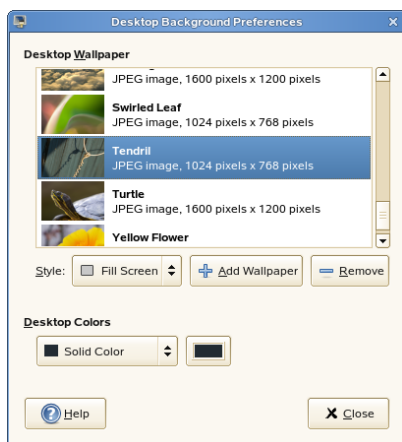 Desktop Background Preferences
Desktop Wallpaper
JPEG image, 1600 pixels x 1200 pixels
Swirled Leaf
JPEG image, 1024 pixels x 768 pixels
Tendril
JPEG image, 1024 pixels x 768 pixels
Turtle
JPEG image, 1600 pixels x 1200 pixels
Yellow Flower
Style: Fill Screen Add Wallpaper Remove
Desktop Colors
Solid Color
Help Close